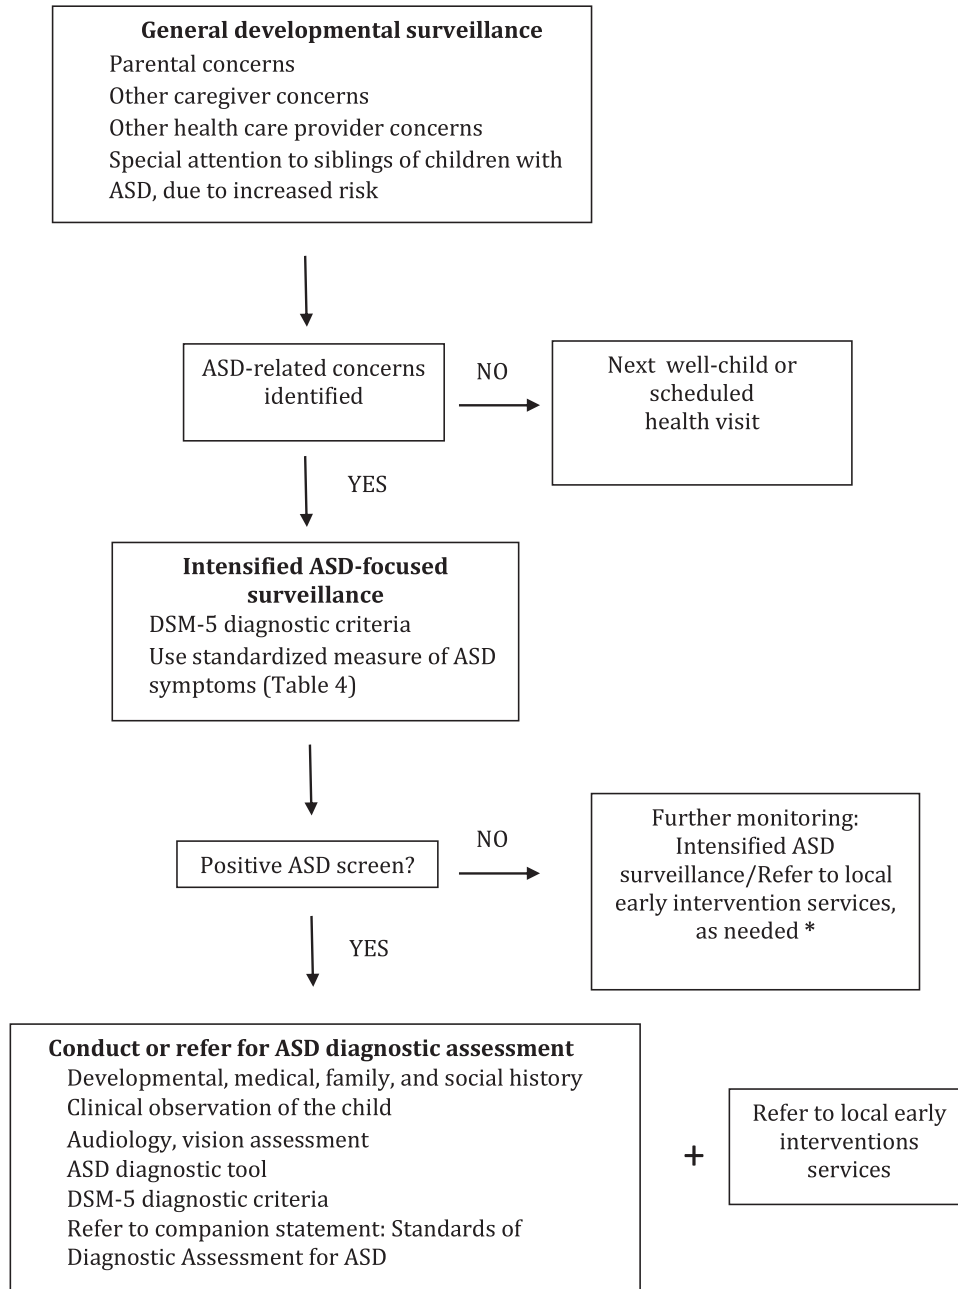 General developmental surveillance
Parental concerns
Other caregiver concerns
Other health care provider concerns
Special attention to siblings of children with
ASD, due to increased risk
ASD-related concerns
identified
NO
Next well-child or
scheduled
health visit
YES
Intensified ASD-focused
surveillance
DSM-5 diagnostic criteria
Use standardized measure of ASD
symptoms (Table 4)
Positive ASD screen?
NO
Further monitoring:
Intensified ASD
surveillance/Refer to local
early intervention services,
as needed *
YES
Conduct or refer for ASD diagnostic assessment
Developmental, medical, family, and social history
Clinical observation of the child
Audiology, vision assessment
ASD diagnostic tool
DSM-5 diagnostic criteria
Refer to companion statement: Standards of
Diagnostic Assessment for ASD
+
Refer to local early
interventions
services